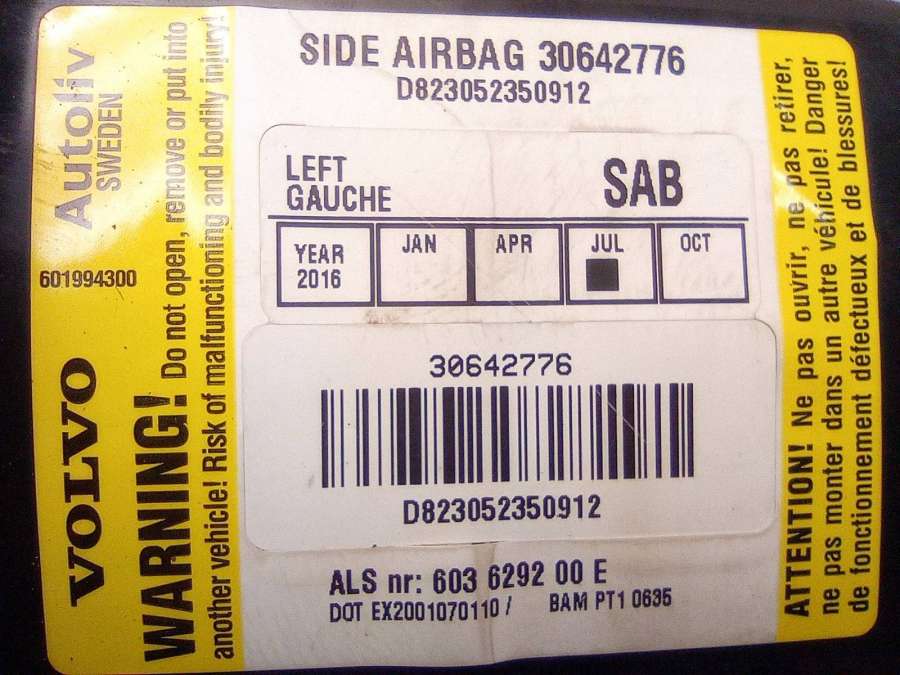 Autoliv
SWEDEN
601994300
VOLVO
WARNING! Do not open, remove or put into
another vehicle! Risk of malfunctioning and bodily injury!
SIDE AIRBAG 30642776
D823052350912
LEFT
GAUCHE
SAB
YEAR
2016
JAN
APR
JUL
OCT
30642776
D823052350912
ALS nr: 603 6292 00 E
DOT EX2001070110 / BAM PT1 0635
ATTENTION! Ne pas ouvrir, ne pas retirer,
ne pas monter dans un autre véhicule! Danger
de fonctionnement défectueux et de blessures!